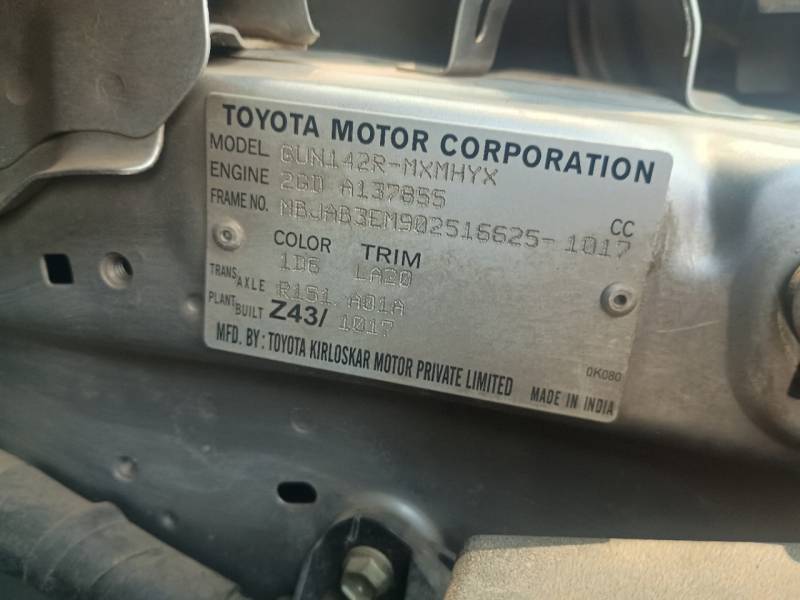 TOYOTA MOTOR CORPORATION
MODEL GUN142R-MXMHYX
ENGINE 2GD A137855 CC
FRAME NO. MBJAB3EM902516625-1017
COLOR TRIM
1D6 LA20
TRANS/AXLE R151 A01A
PLANT/BUILT Z43/ 1017
MFD. BY: TOYOTA KIRLOSKAR MOTOR PRIVATE LIMITED
0K080
MADE IN INDIA